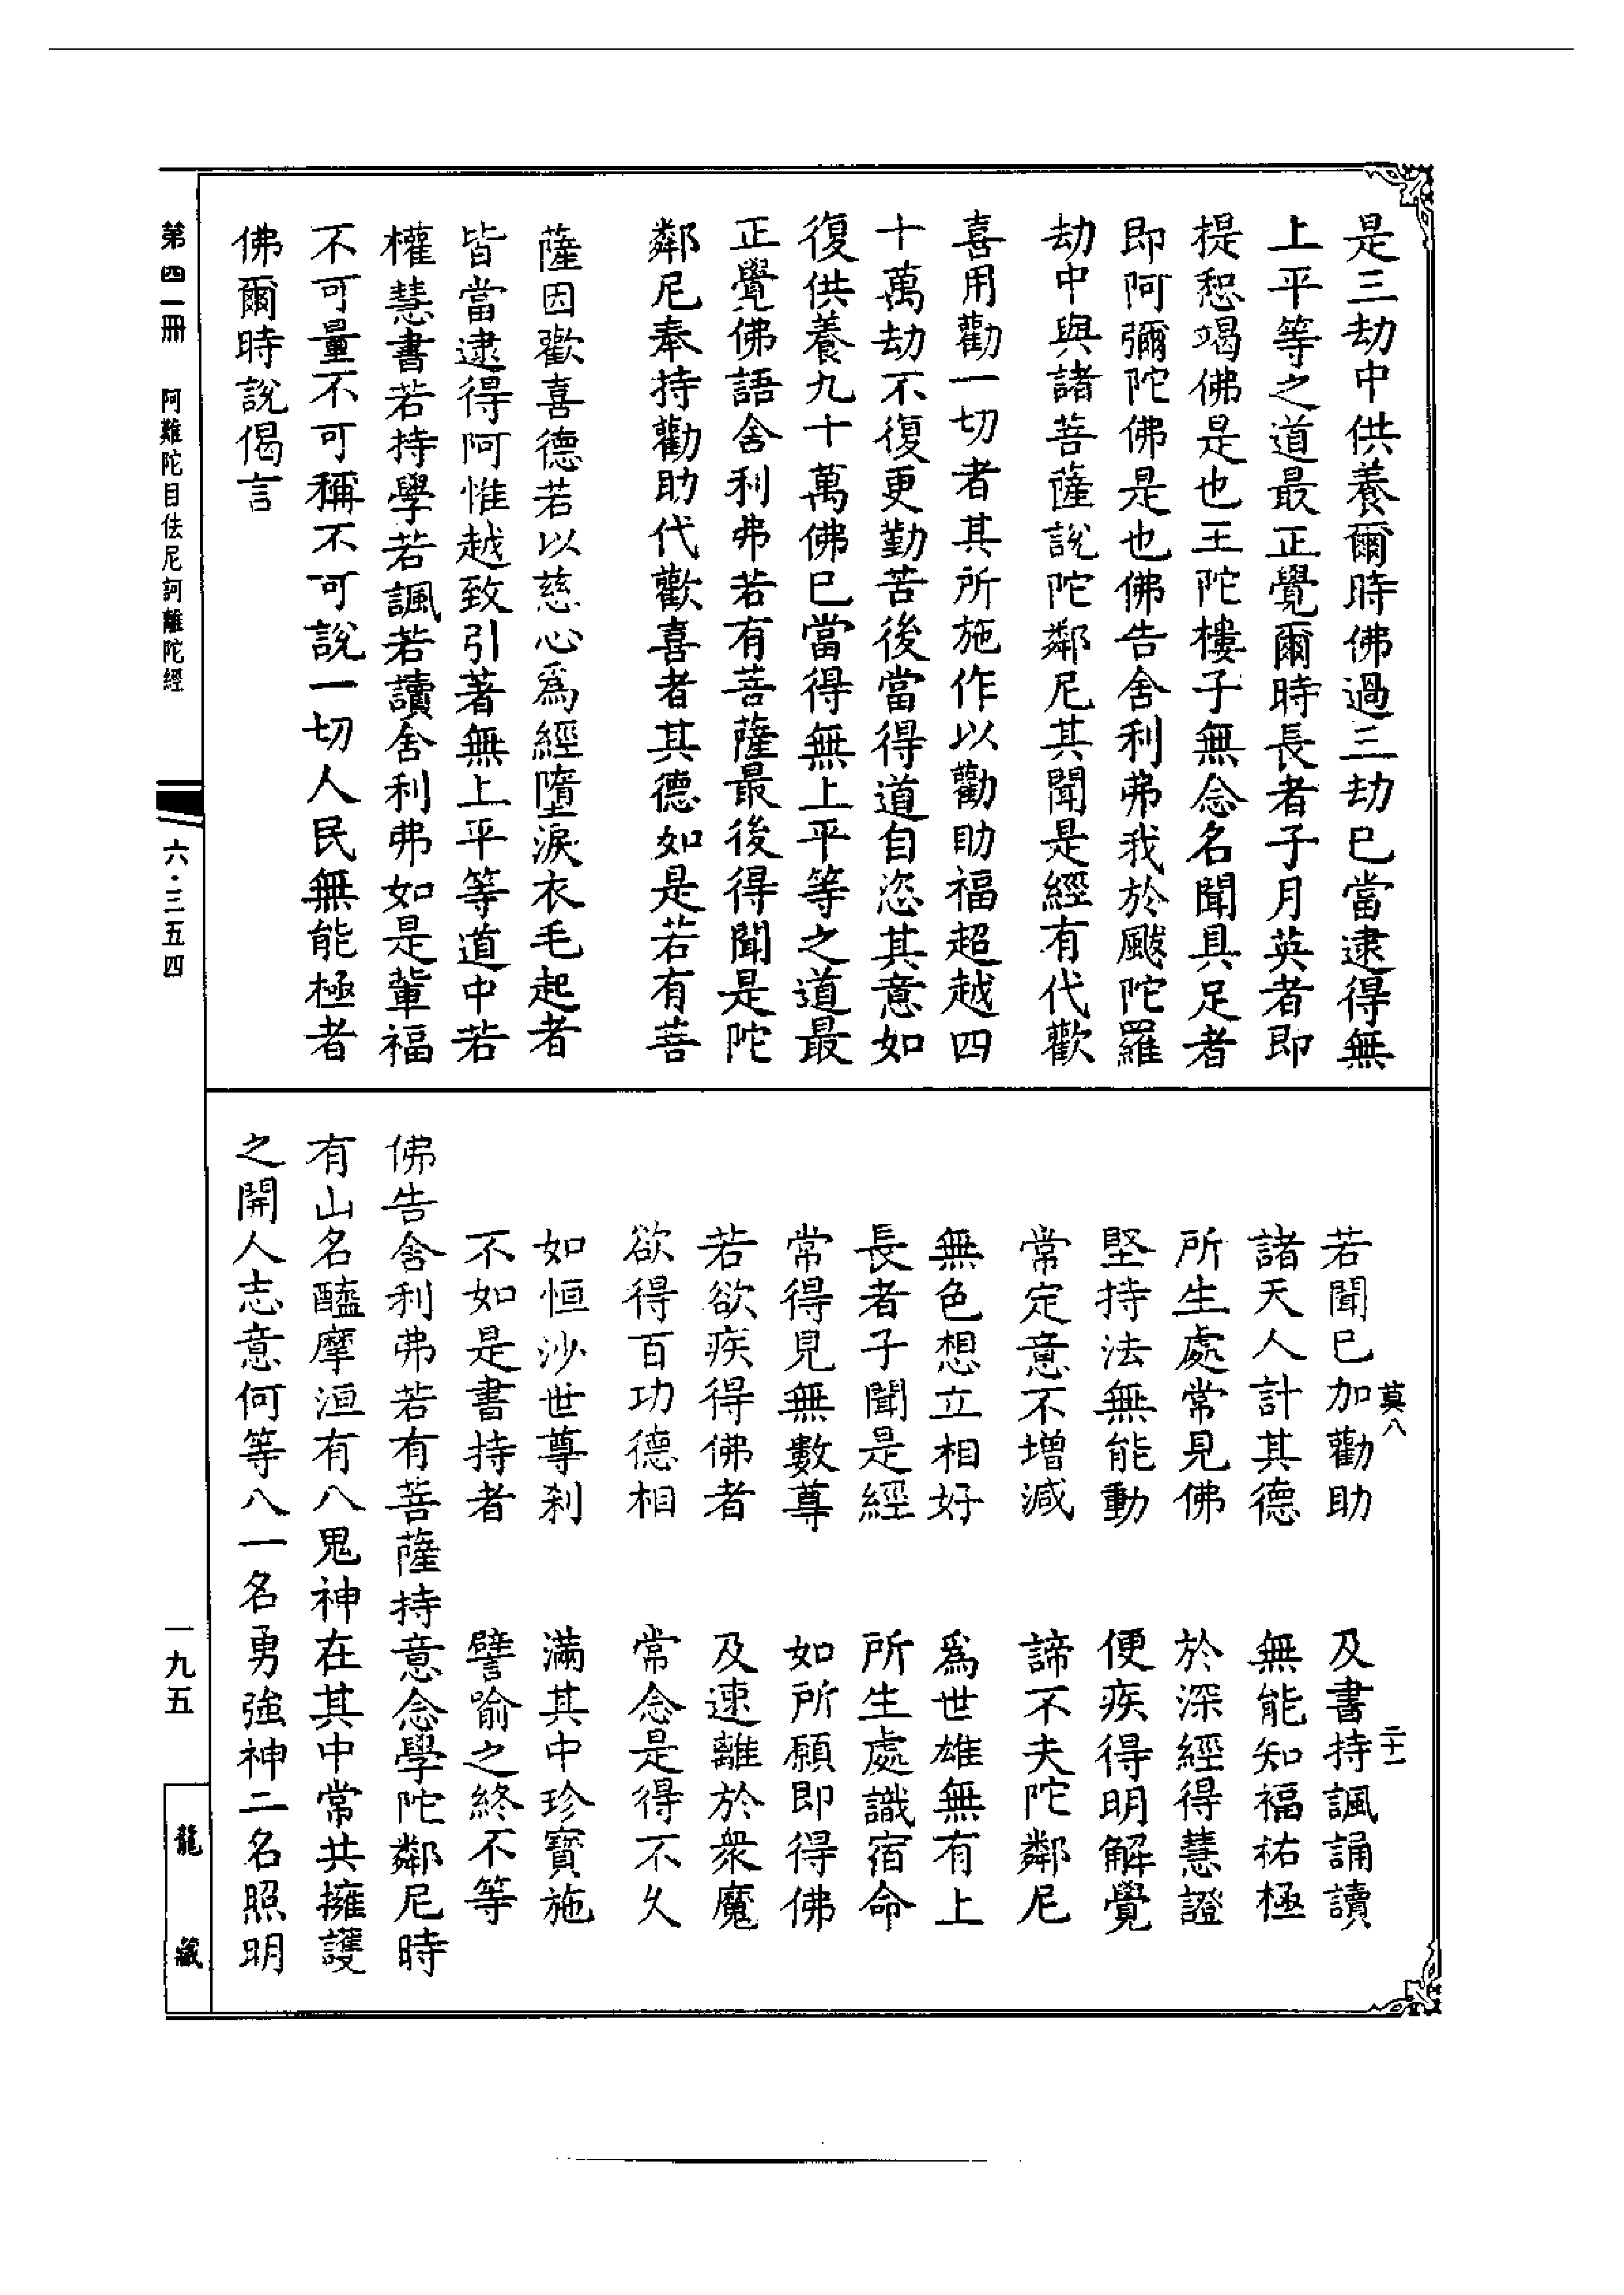 是三劫中供養爾時佛過三劫已當逮得無
上平等之道最正覺爾時長者子月英者即
提惒竭佛是也王陀樓子無念名聞具足者
即阿彌陀佛是也佛告舍利弗我於颰陀羅
劫中與諸菩薩說陀鄰尼其聞是經有代歡
喜用勸一切者其所施作以勸助福超越四
十萬劫不復更勤苦後當得道自恣其意如
復供養九十萬佛已當得無上平等之道最
正覺佛語舍利弗若有菩薩最後得聞是陀
鄰尼奉持勸助代歡喜者其德如是若有菩
薩因歡喜德若以慈心為經墮淚衣毛起者
皆當逮得阿惟越致引著無上平等道中若
權慧書若持學若諷若讀舍利弗如是輩福
不可量不可稱不可說一切人民無能極者
佛爾時說偈言
若聞已加勸助　及書持諷誦讀
諸天人計其德　無能知福祐極
所生處常見佛　於深經得慧證
堅持法無能動　便疾得明解覺
常定意不增減　諦不夫陀鄰尼
無色想立相好　為世雄無有上
長者子聞是經　所生處識宿命
常得見無數尊　如所願即得佛
若欲疾得佛者　及速離於衆魔
欲得百功德相　常念是得不久
如恒沙世尊刹　滿其中珍寶施
不如是書持者　譬喻之終不等
佛告舍利弗若有菩薩持意念學陀鄰尼時
有山名醯摩洹有八鬼神在其中常共擁護
之開人志意何等八一名勇強神二名照明
莫八
二十一
第四一冊　阿難陀目佉尼訶離陀經
六·三五四
一九五
龍藏